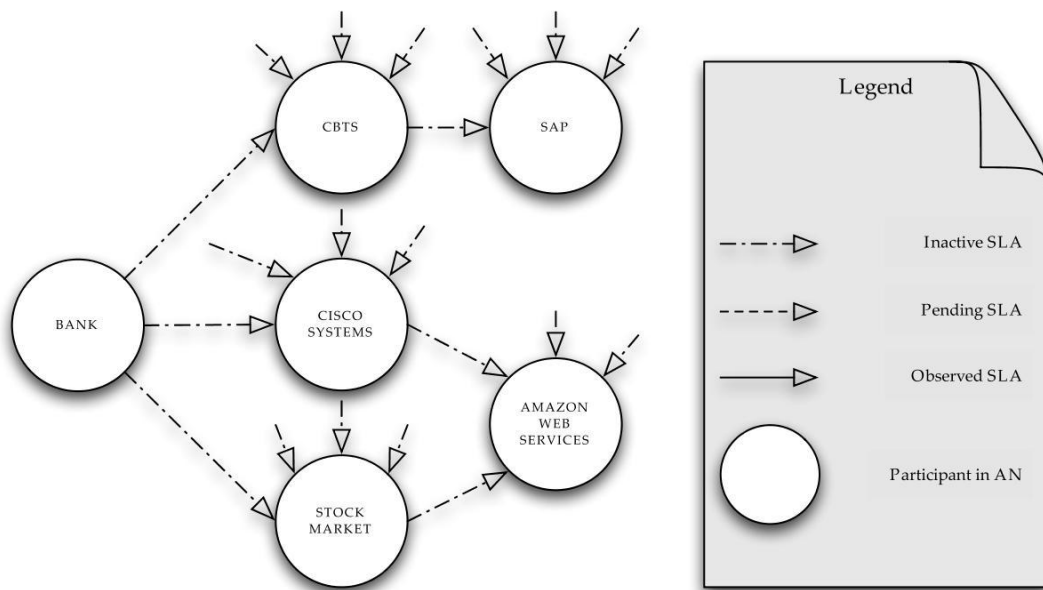 CBTS
SAP
BANK
CISCO
SYSTEMS
AMAZON
WEB
SERVICES
STOCK
MARKET
Legend
Inactive SLA
Pending SLA
Observed SLA
Participant in AN